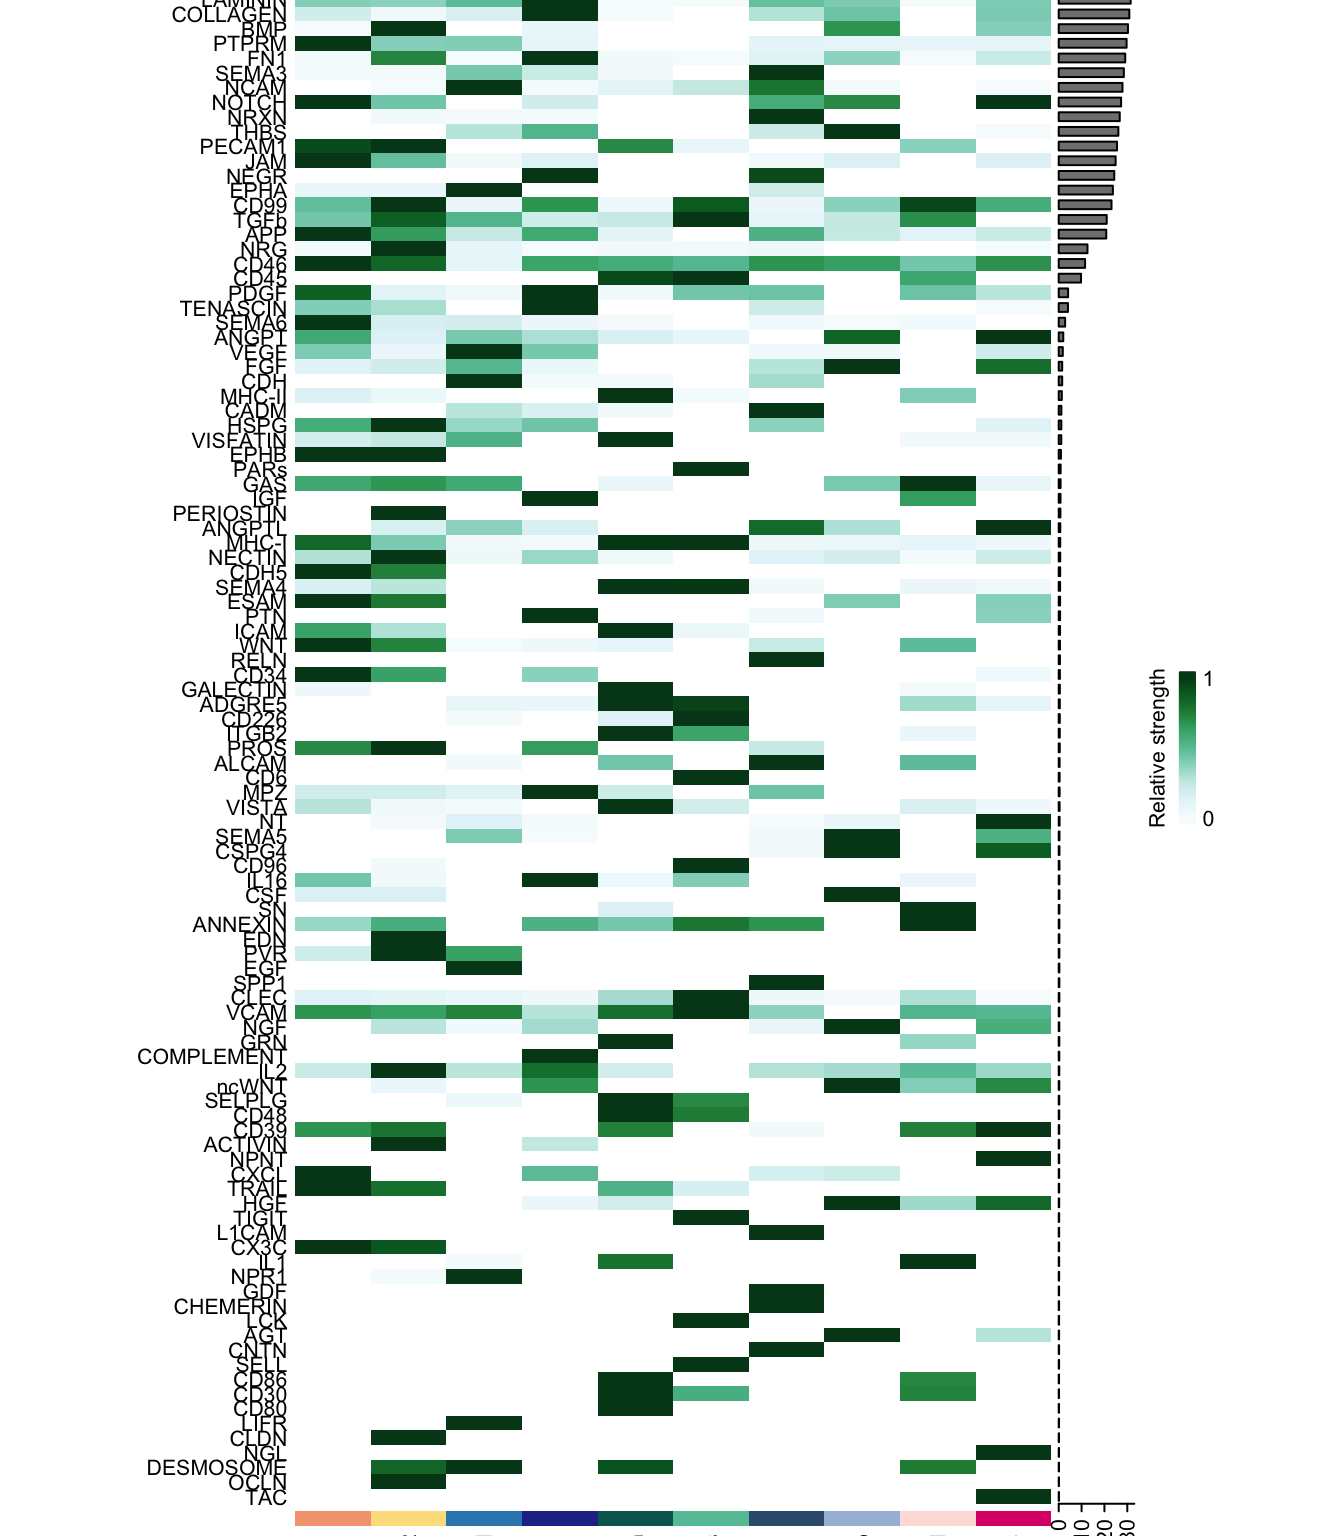 LAMININ
COLLAGEN
BMP
PTPRM
FN1
SEMA3
NCAM
NOTCH
NRXN
THBS
PECAM1
JAM
NEGR
EPHA
CD99
TGFb
APP
NRG
CD46
CD45
PDGF
TENASCIN
SEMA6
ANGPT
VEGF
FGF
CDH
MHC-II
CADM
HSPG
VISFATIN
EPHB
PARs
GAS
IGF
PERIOSTIN
ANGPTL
MHC-I
NECTIN
CDH5
SEMA4
ESAM
PTN
ICAM
WNT
RELN
CD34
GALECTIN
ADGRE5
CD226
ITGB2
PROS
ALCAM
CD6
MPZ
VISTA
NT
SEMA5
CSPG4
CD96
IL16
CSF
SN
ANNEXIN
EDN
PVR
EGF
SPP1
CLEC
VCAM
NGF
GRN
COMPLEMENT
IL2
ncWNT
SELPLG
CD48
CD39
ACTIVIN
NPNT
CXCL
TRAIL
HGF
TIGIT
L1CAM
CX3C
IL1
NPR1
GDF
CHEMERIN
LCK
AGT
CNTN
SELL
CD86
CD30
CD80
LIFR
CLDN
NGL
DESMOSOME
OCLN
TAC
0
10
20
30
Relative strength
1
0